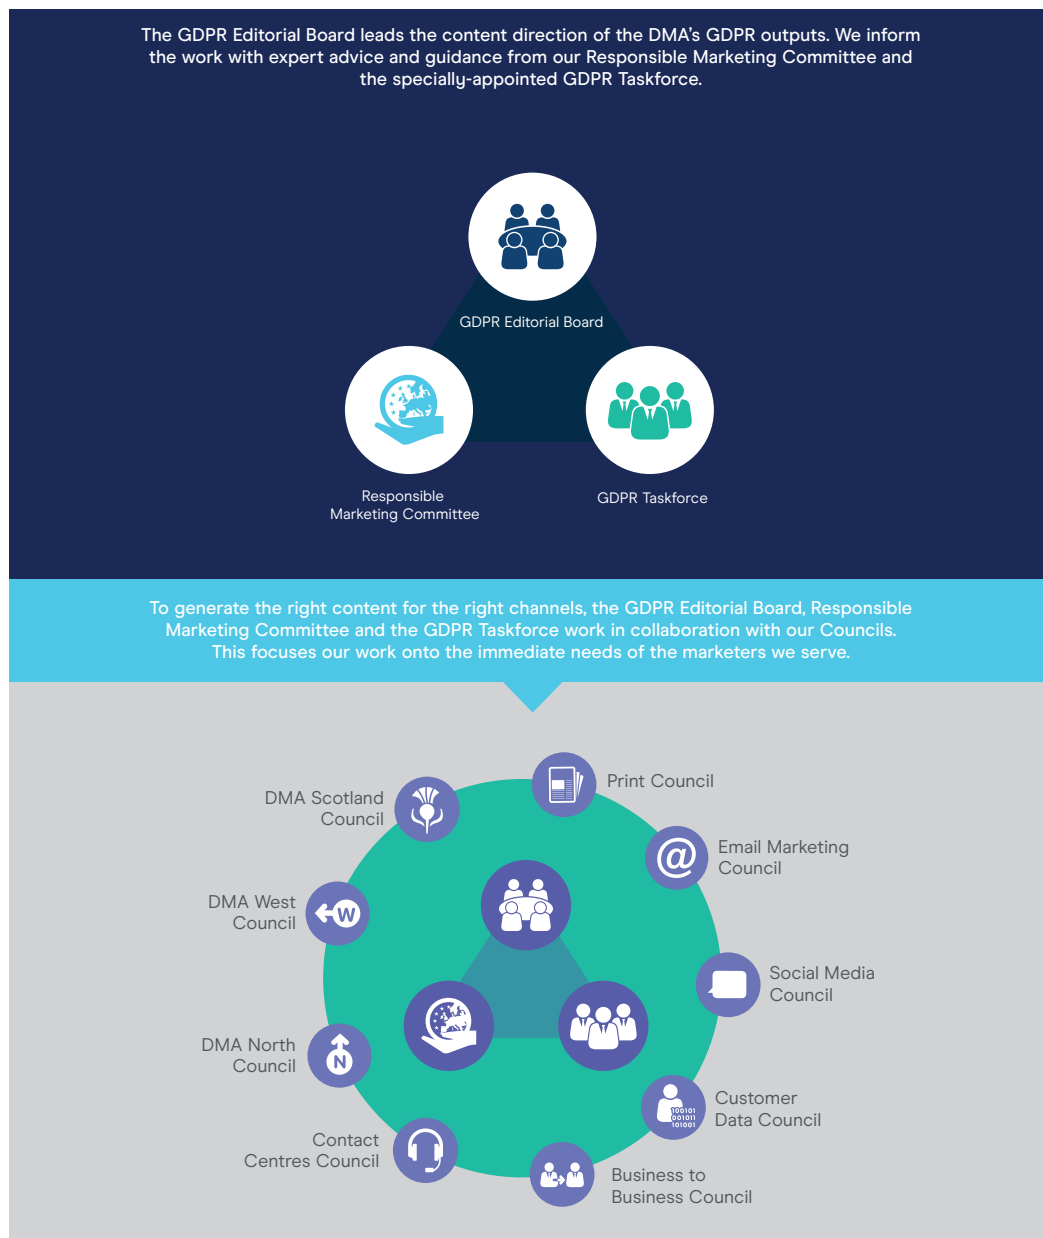 The GDPR Editorial Board leads the content direction of the DMA's GDPR outputs. We inform
the work with expert advice and guidance from our Responsible Marketing Committee and
the specially-appointed GDPR Taskforce.
GDPR Editorial Board
Responsible
Marketing Committee
GDPR Taskforce
To generate the right content for the right channels, the GDPR Editorial Board, Responsible
Marketing Committee and the GDPR Taskforce work in collaboration with our Councils.
This focuses our work onto the immediate needs of the marketers we serve.
Print Council
DMA Scotland
Council
@
Email Marketing
Council
DMA West
Council
W
Social Media
Council
DMA North
Council
N
Customer
Data Council
100101
001011
101001
Contact
Centres Council
Business to
Business Council